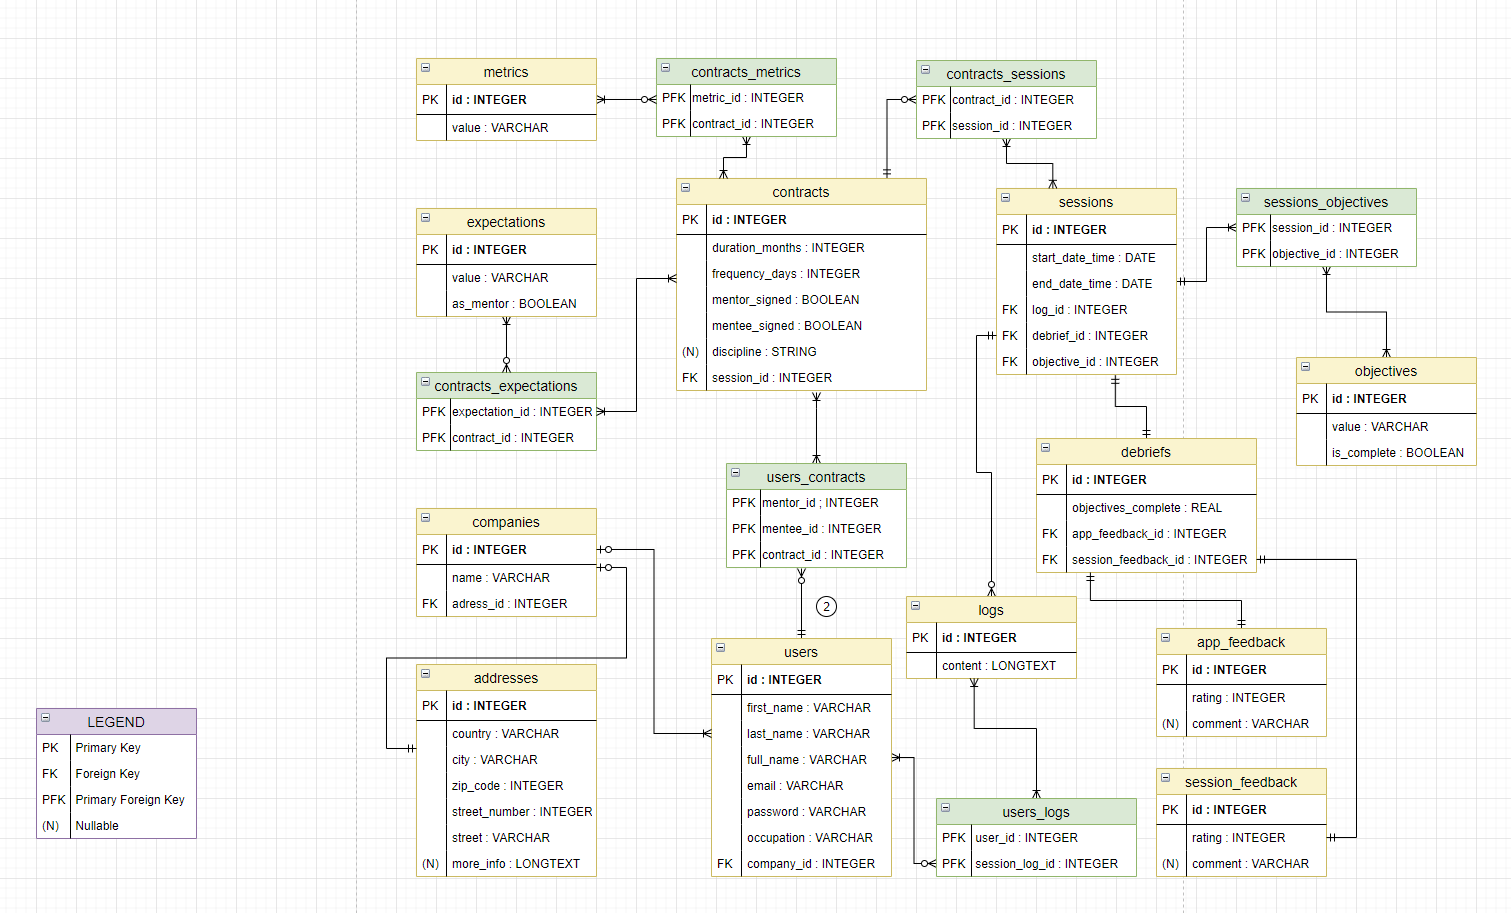 metrics
PK id : INTEGER
value : VARCHAR
contracts_metrics
PFK metric_id : INTEGER
PFK contract_id : INTEGER
contracts_sessions
PFK contract_id : INTEGER
PFK session_id : INTEGER
expectations
PK id : INTEGER
value : VARCHAR
as_mentor : BOOLEAN
contracts
PK id : INTEGER
duration_months : INTEGER
frequency_days : INTEGER
mentor_signed : BOOLEAN
mentee_signed : BOOLEAN
(N) discipline : STRING
FK session_id : INTEGER
sessions
PK id : INTEGER
start_date_time : DATE
end_date_time : DATE
FK log_id : INTEGER
FK debrief_id : INTEGER
FK objective_id : INTEGER
sessions_objectives
PFK session_id : INTEGER
PFK objective_id : INTEGER
objectives
PK id : INTEGER
value : VARCHAR
is_complete : BOOLEAN
contracts_expectations
PFK expectation_id : INTEGER
PFK contract_id : INTEGER
users_contracts
PFK mentor_id ; INTEGER
PFK mentee_id : INTEGER
PFK contract_id : INTEGER
debriefs
PK id : INTEGER
objectives_complete : REAL
FK app_feedback_id : INTEGER
FK session_feedback_id : INTEGER
companies
PK id : INTEGER
name : VARCHAR
FK adress_id : INTEGER
2
logs
PK id : INTEGER
content : LONGTEXT
app_feedback
PK id : INTEGER
rating : INTEGER
(N) comment : VARCHAR
addresses
PK id : INTEGER
country : VARCHAR
city : VARCHAR
zip_code : INTEGER
street_number : INTEGER
street : VARCHAR
(N) more_info : LONGTEXT
users
PK id : INTEGER
first_name : VARCHAR
last_name : VARCHAR
full_name : VARCHAR
email : VARCHAR
password : VARCHAR
occupation : VARCHAR
FK company_id : INTEGER
users_logs
PFK user_id : INTEGER
PFK session_log_id : INTEGER
session_feedback
PK id : INTEGER
rating : INTEGER
(N) comment : VARCHAR
LEGEND
PK Primary Key
FK Foreign Key
PFK Primary Foreign Key
(N) Nullable